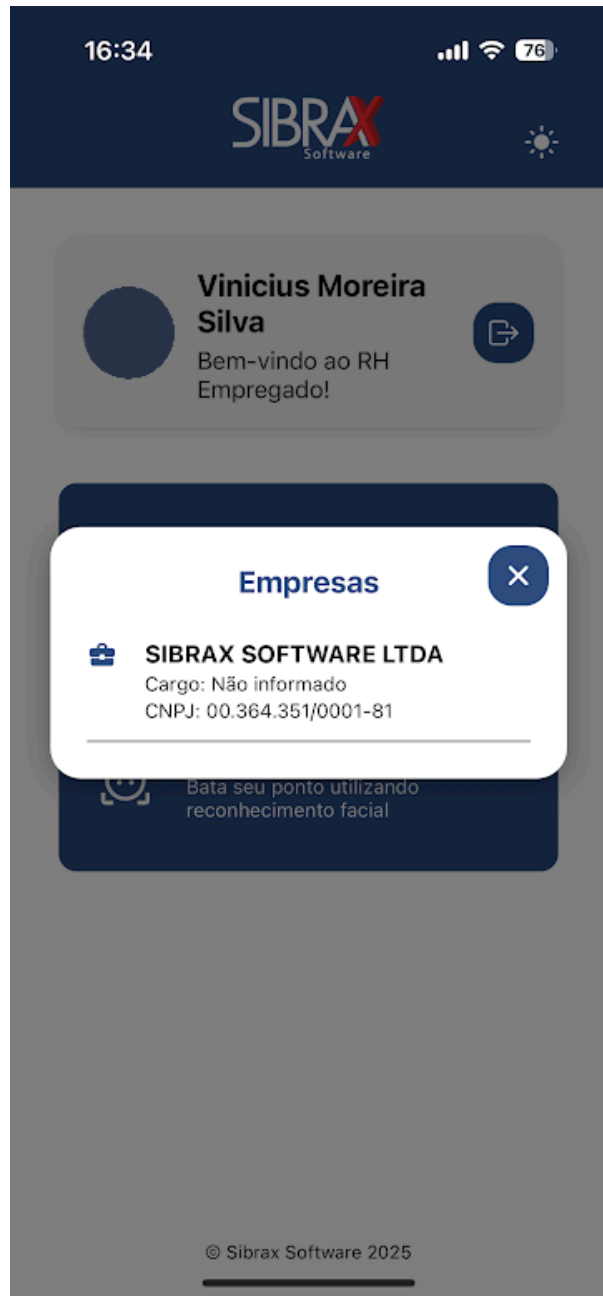 16:34
76
SIBRAX
Software
Vinicius Moreira
Silva
Bem-vindo ao RH
Empregado!
Empresas
SIBRAX SOFTWARE LTDA
Cargo: Não informado
CNPJ: 00.364.351/0001-81
Bata seu ponto utilizando
reconhecimento facial
© Sibrax Software 2025